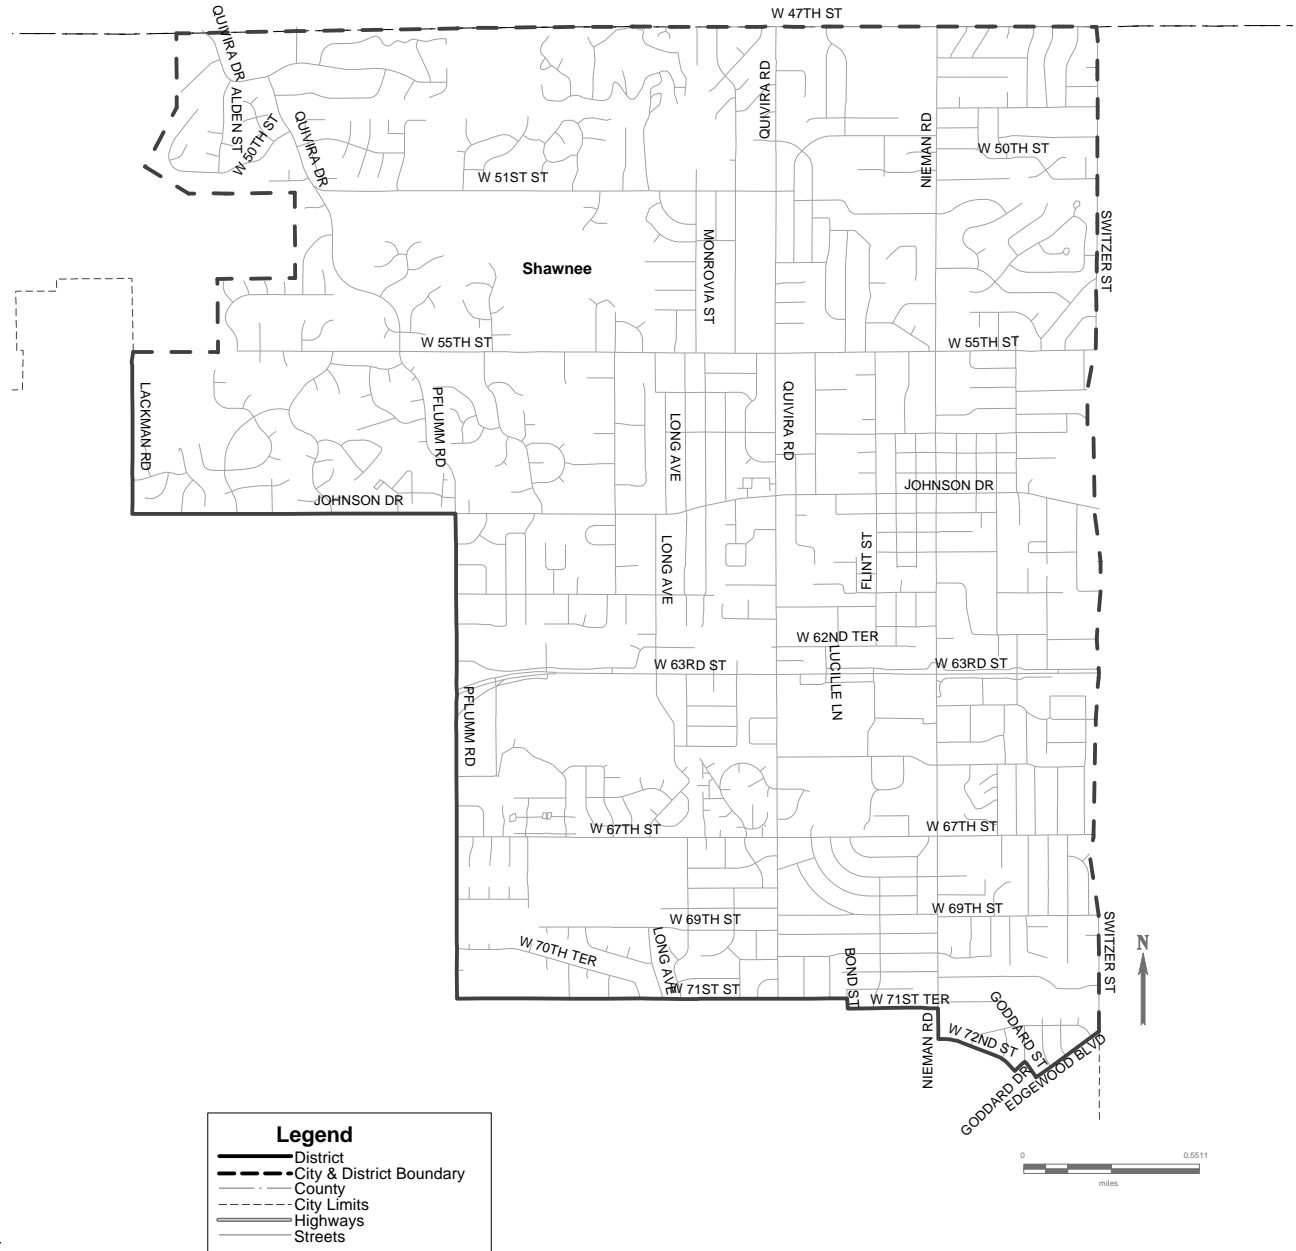 W 47TH ST
QUIVIRA DR
ALDEN ST
W 50TH ST
QUIVIRA DR
QUIVIRA RD
NIEMAN RD
W 50TH ST
W 51ST ST
SWITZER ST
MONROVIA ST
Shawnee
W 55TH ST
W 55TH ST
LACKMAN RD
PFLUMM RD
LONG AVE
QUIVIRA RD
JOHNSON DR
JOHNSON DR
LONG AVE
FLINT ST
W 62ND TER
W 63RD ST
LUCILLE LN
W 63RD ST
PFLUMM RD
W 67TH ST
W 67TH ST
W 69TH ST
W 69TH ST
SWITZER ST
W 70TH TER
LONG AVE
BOND ST
N
W 71ST ST
W 71ST TER
GODDARD ST
NIEMAN RD
W 72ND ST
GODDARD DR
EDGEWOOD BLVD
Legend
District
City & District Boundary
County
City Limits
Highways
Streets
0 0.5511
miles